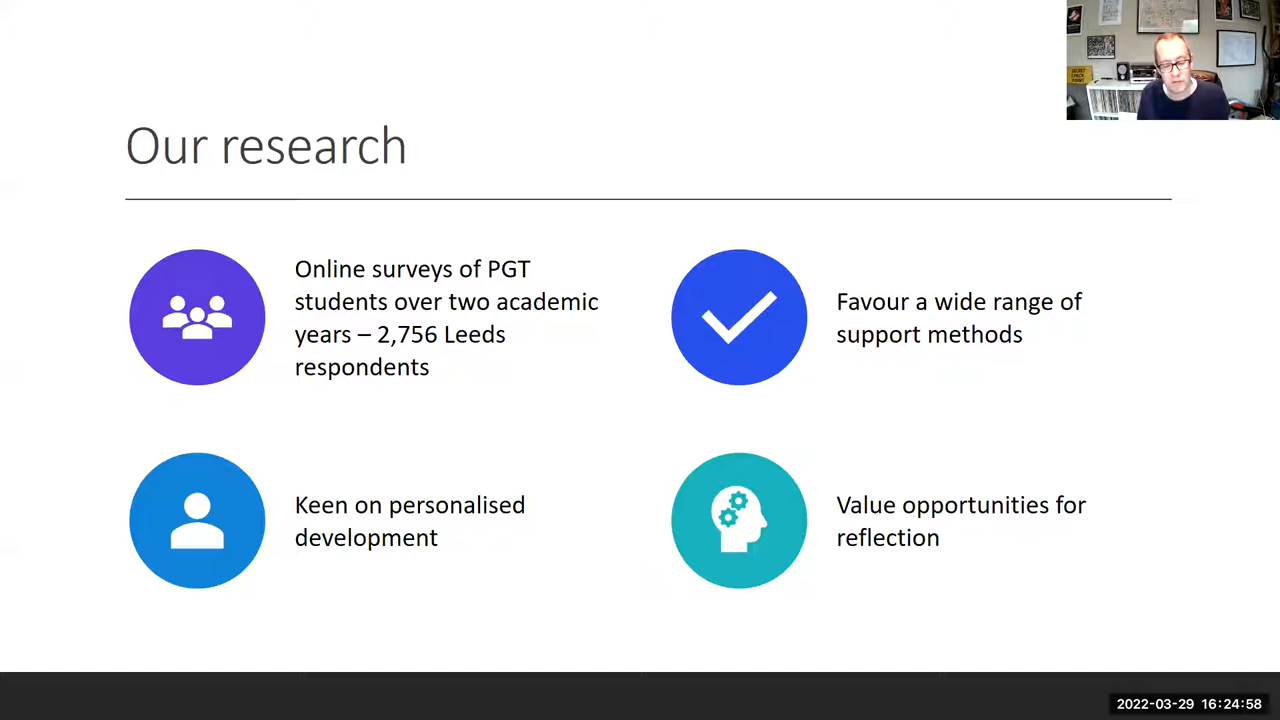 Our research
Online surveys of PGT
students over two academic
years – 2,756 Leeds
respondents
Favour a wide range of
support methods
Keen on personalised
development
Value opportunities for
reflection
2022-03-29 16:24:58